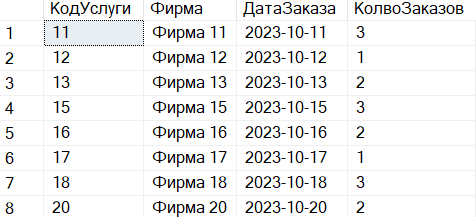 КодУслуги Фирма ДатаЗаказа КолвоЗаказов
1 11 Фирма 11 2023-10-11 3
2 12 Фирма 12 2023-10-12 1
3 13 Фирма 13 2023-10-13 2
4 15 Фирма 15 2023-10-15 3
5 16 Фирма 16 2023-10-16 2
6 17 Фирма 17 2023-10-17 1
7 18 Фирма 18 2023-10-18 3
8 20 Фирма 20 2023-10-20 2